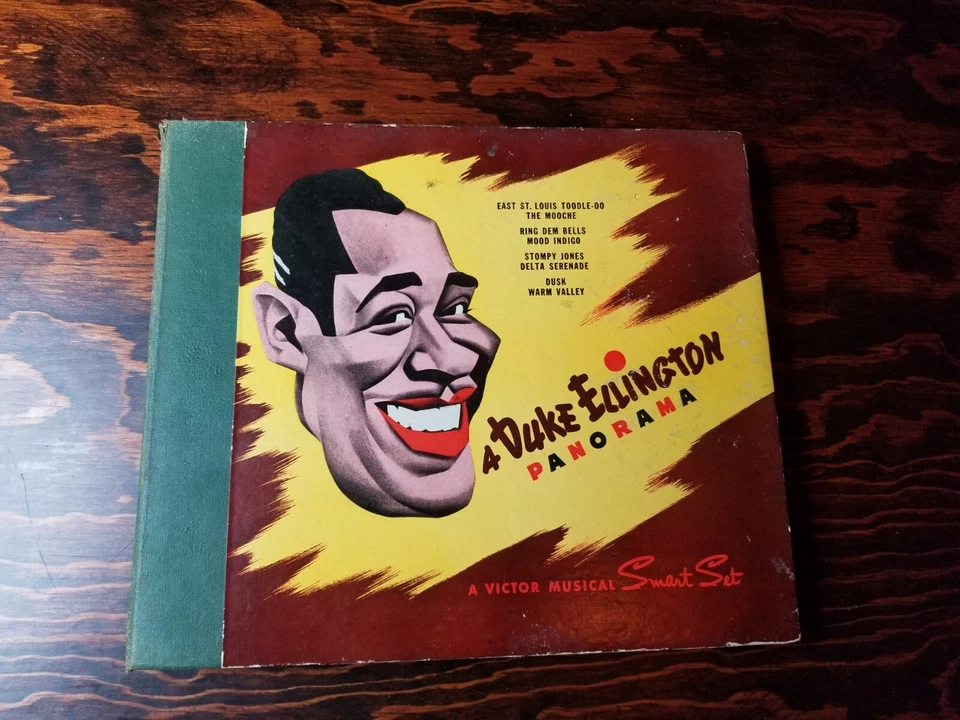 EAST ST. LOUIS TOODLE-OO
THE MOOCHE
RING DEM BELLS
MOOD INDIGO
STOMPY JONES
DELTA SERENADE
DUSK
WARM VALLEY
A DUKE ELLINGTON
PANORAMA
A VICTOR MUSICAL Smart Set